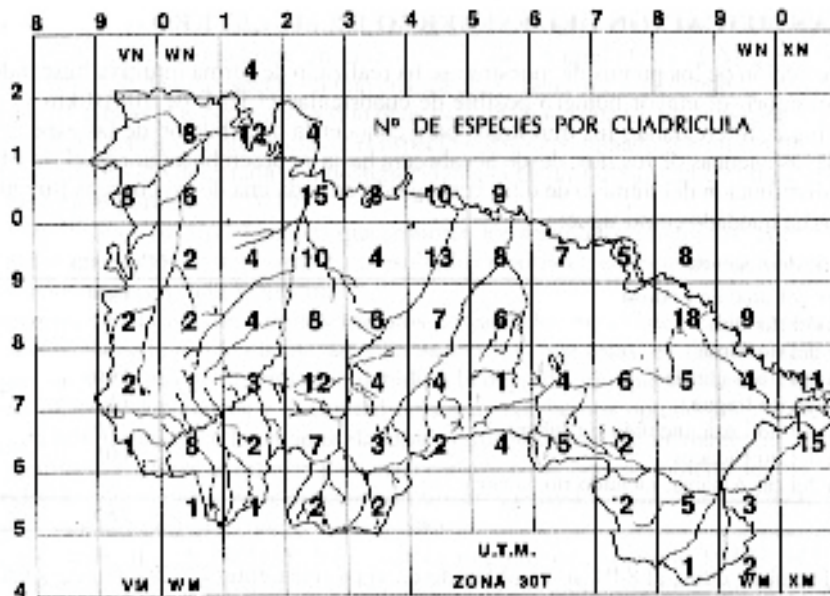 8 9 VN WN 0 1 2 3 4 5 6 7 8 9 WN XN 0
4
2
8 12 4 Nº DE ESPECIES POR CUADRICULA
1
6 15 8 10 9
0
2 4 10 4 13 8 7 5 8
9
2 2 4 8 6 7 6 18 9
8
2 1 3 12 4 4 1 4 6 5 4 11
7
1 8 2 7 3 2 4 5 2 15
6
1 1 2 2 2 5 3
5
U.T.M. 1 2
4 VM WM ZONA 30T WM XM